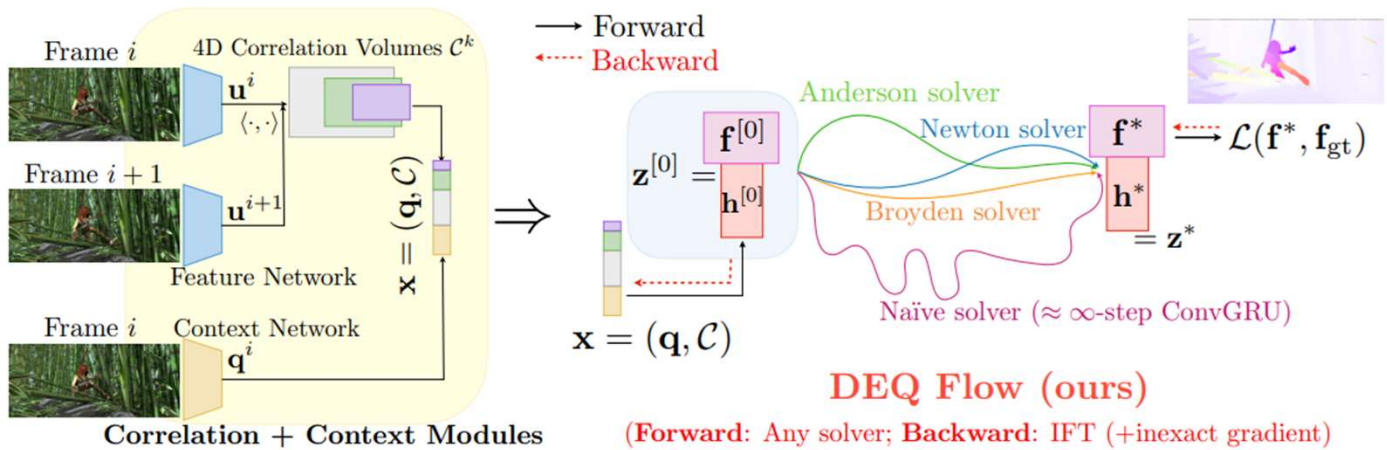 Frame i
4D Correlation Volumes 𝒞^k
u^i
⟨·, ·⟩
Frame i + 1
u^{i+1}
Feature Network
x = (q, 𝒞)
Frame i
Context Network
q^i
Correlation + Context Modules
⇒
Forward
Backward
z^{[0]} =
f^{[0]}
h^{[0]}
x = (q, 𝒞)
Anderson solver
Newton solver
Broyden solver
Naïve solver (≈ ∞-step ConvGRU)
f*
h*
= z*
ℒ(f*, f_gt)
DEQ Flow (ours)
(Forward: Any solver; Backward: IFT (+inexact gradient)